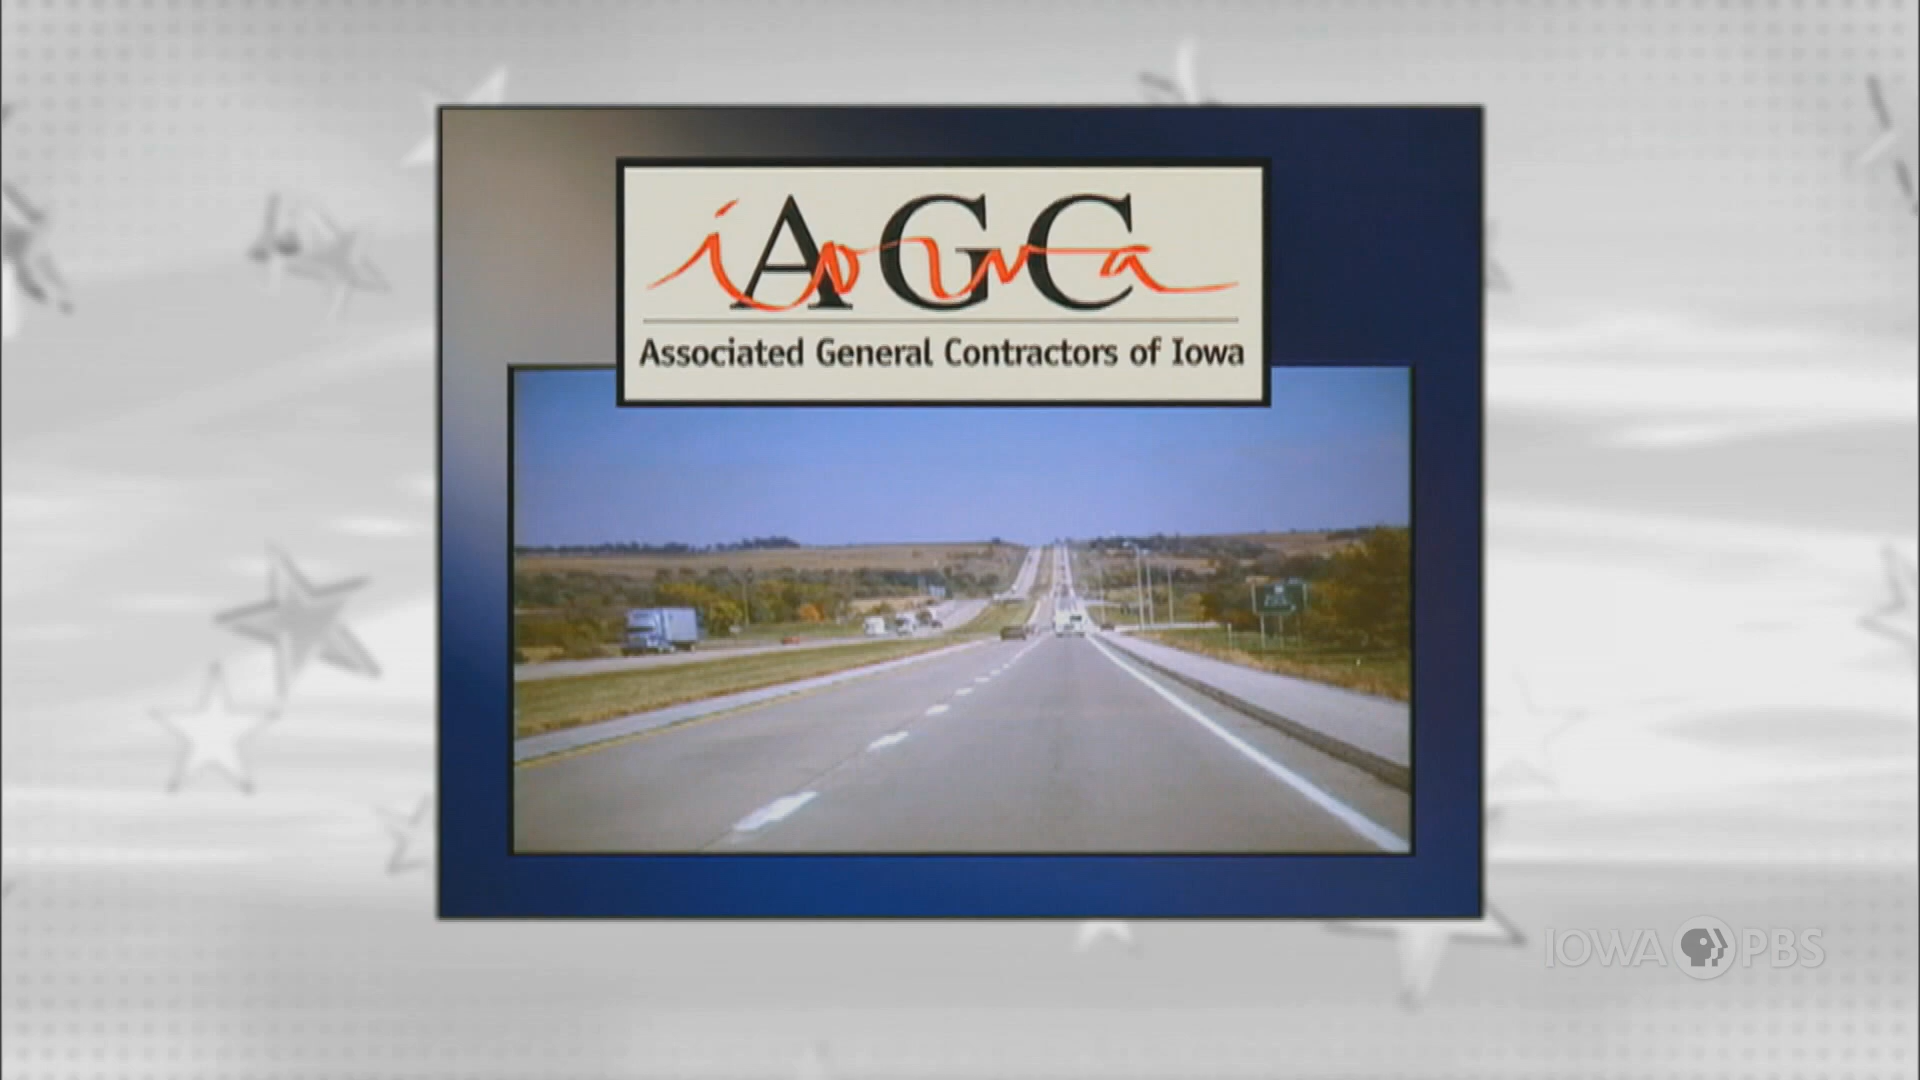 AGC
iowa
Associated General Contractors of Iowa
IOWA PBS